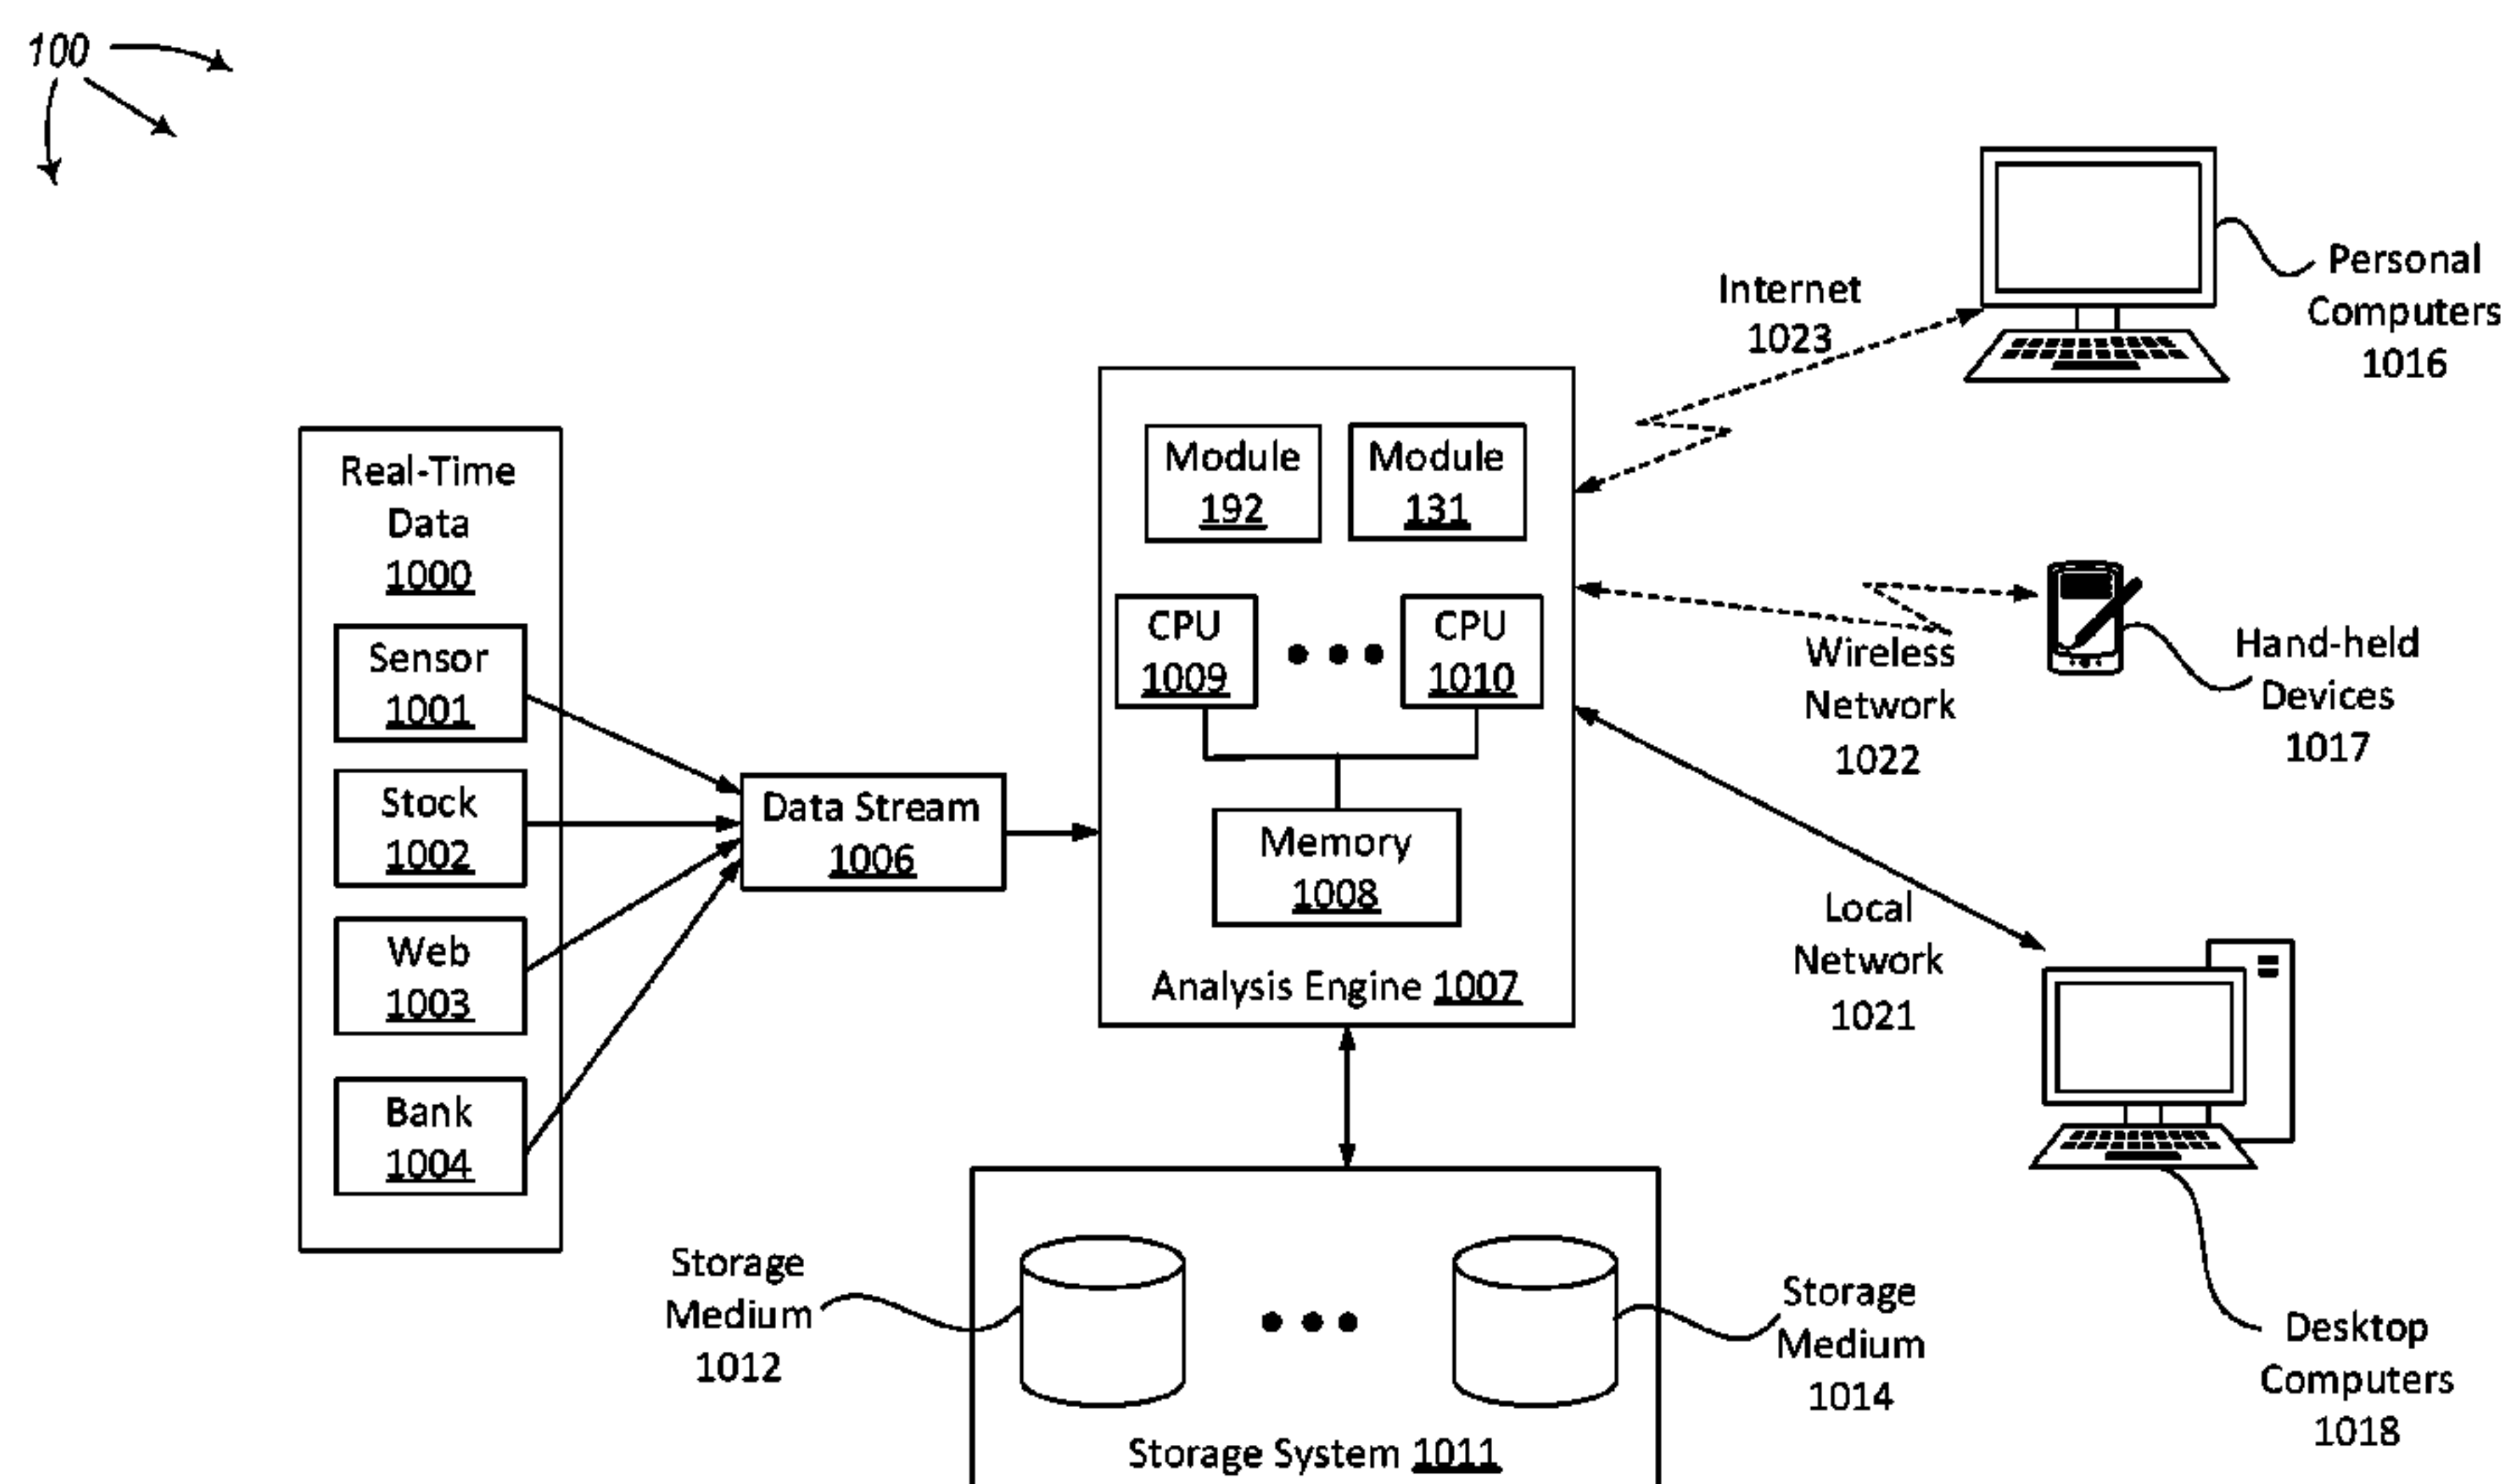 100
Real-Time
Data
1000
Sensor
1001
Stock
1002
Web
1003
Bank
1004
Data Stream
1006
Module
192
Module
131
CPU
1009
CPU
1010
Memory
1008
Analysis Engine 1007
Storage
Medium
1012
Storage
Medium
1014
Storage System 1011
Internet
1023
Personal
Computers
1016
Wireless
Network
1022
Hand-held
Devices
1017
Local
Network
1021
Desktop
Computers
1018